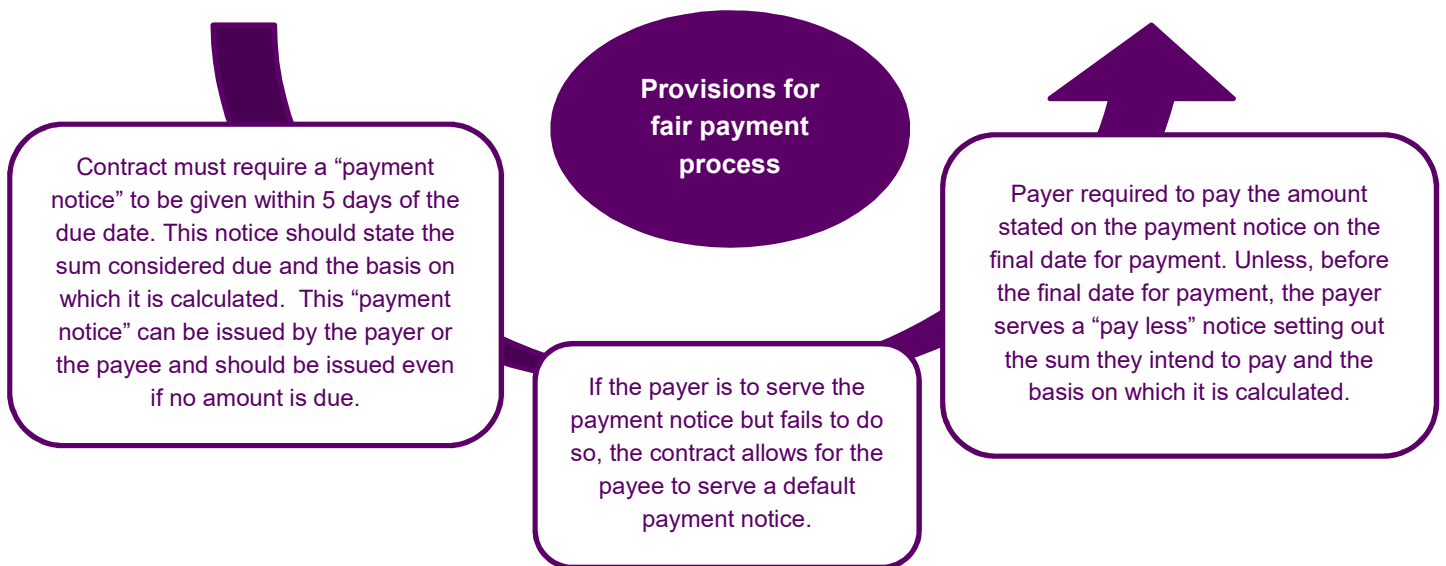 Provisions for
fair payment
process
Contract must require a “payment
notice” to be given within 5 days of the
due date. This notice should state the
sum considered due and the basis on
which it is calculated.  This “payment
notice” can be issued by the payer or
the payee and should be issued even
if no amount is due.
If the payer is to serve the
payment notice but fails to do
so, the contract allows for the
payee to serve a default
payment notice.
Payer required to pay the amount
stated on the payment notice on the
final date for payment. Unless, before
the final date for payment, the payer
serves a “pay less” notice setting out
the sum they intend to pay and the
basis on which it is calculated.